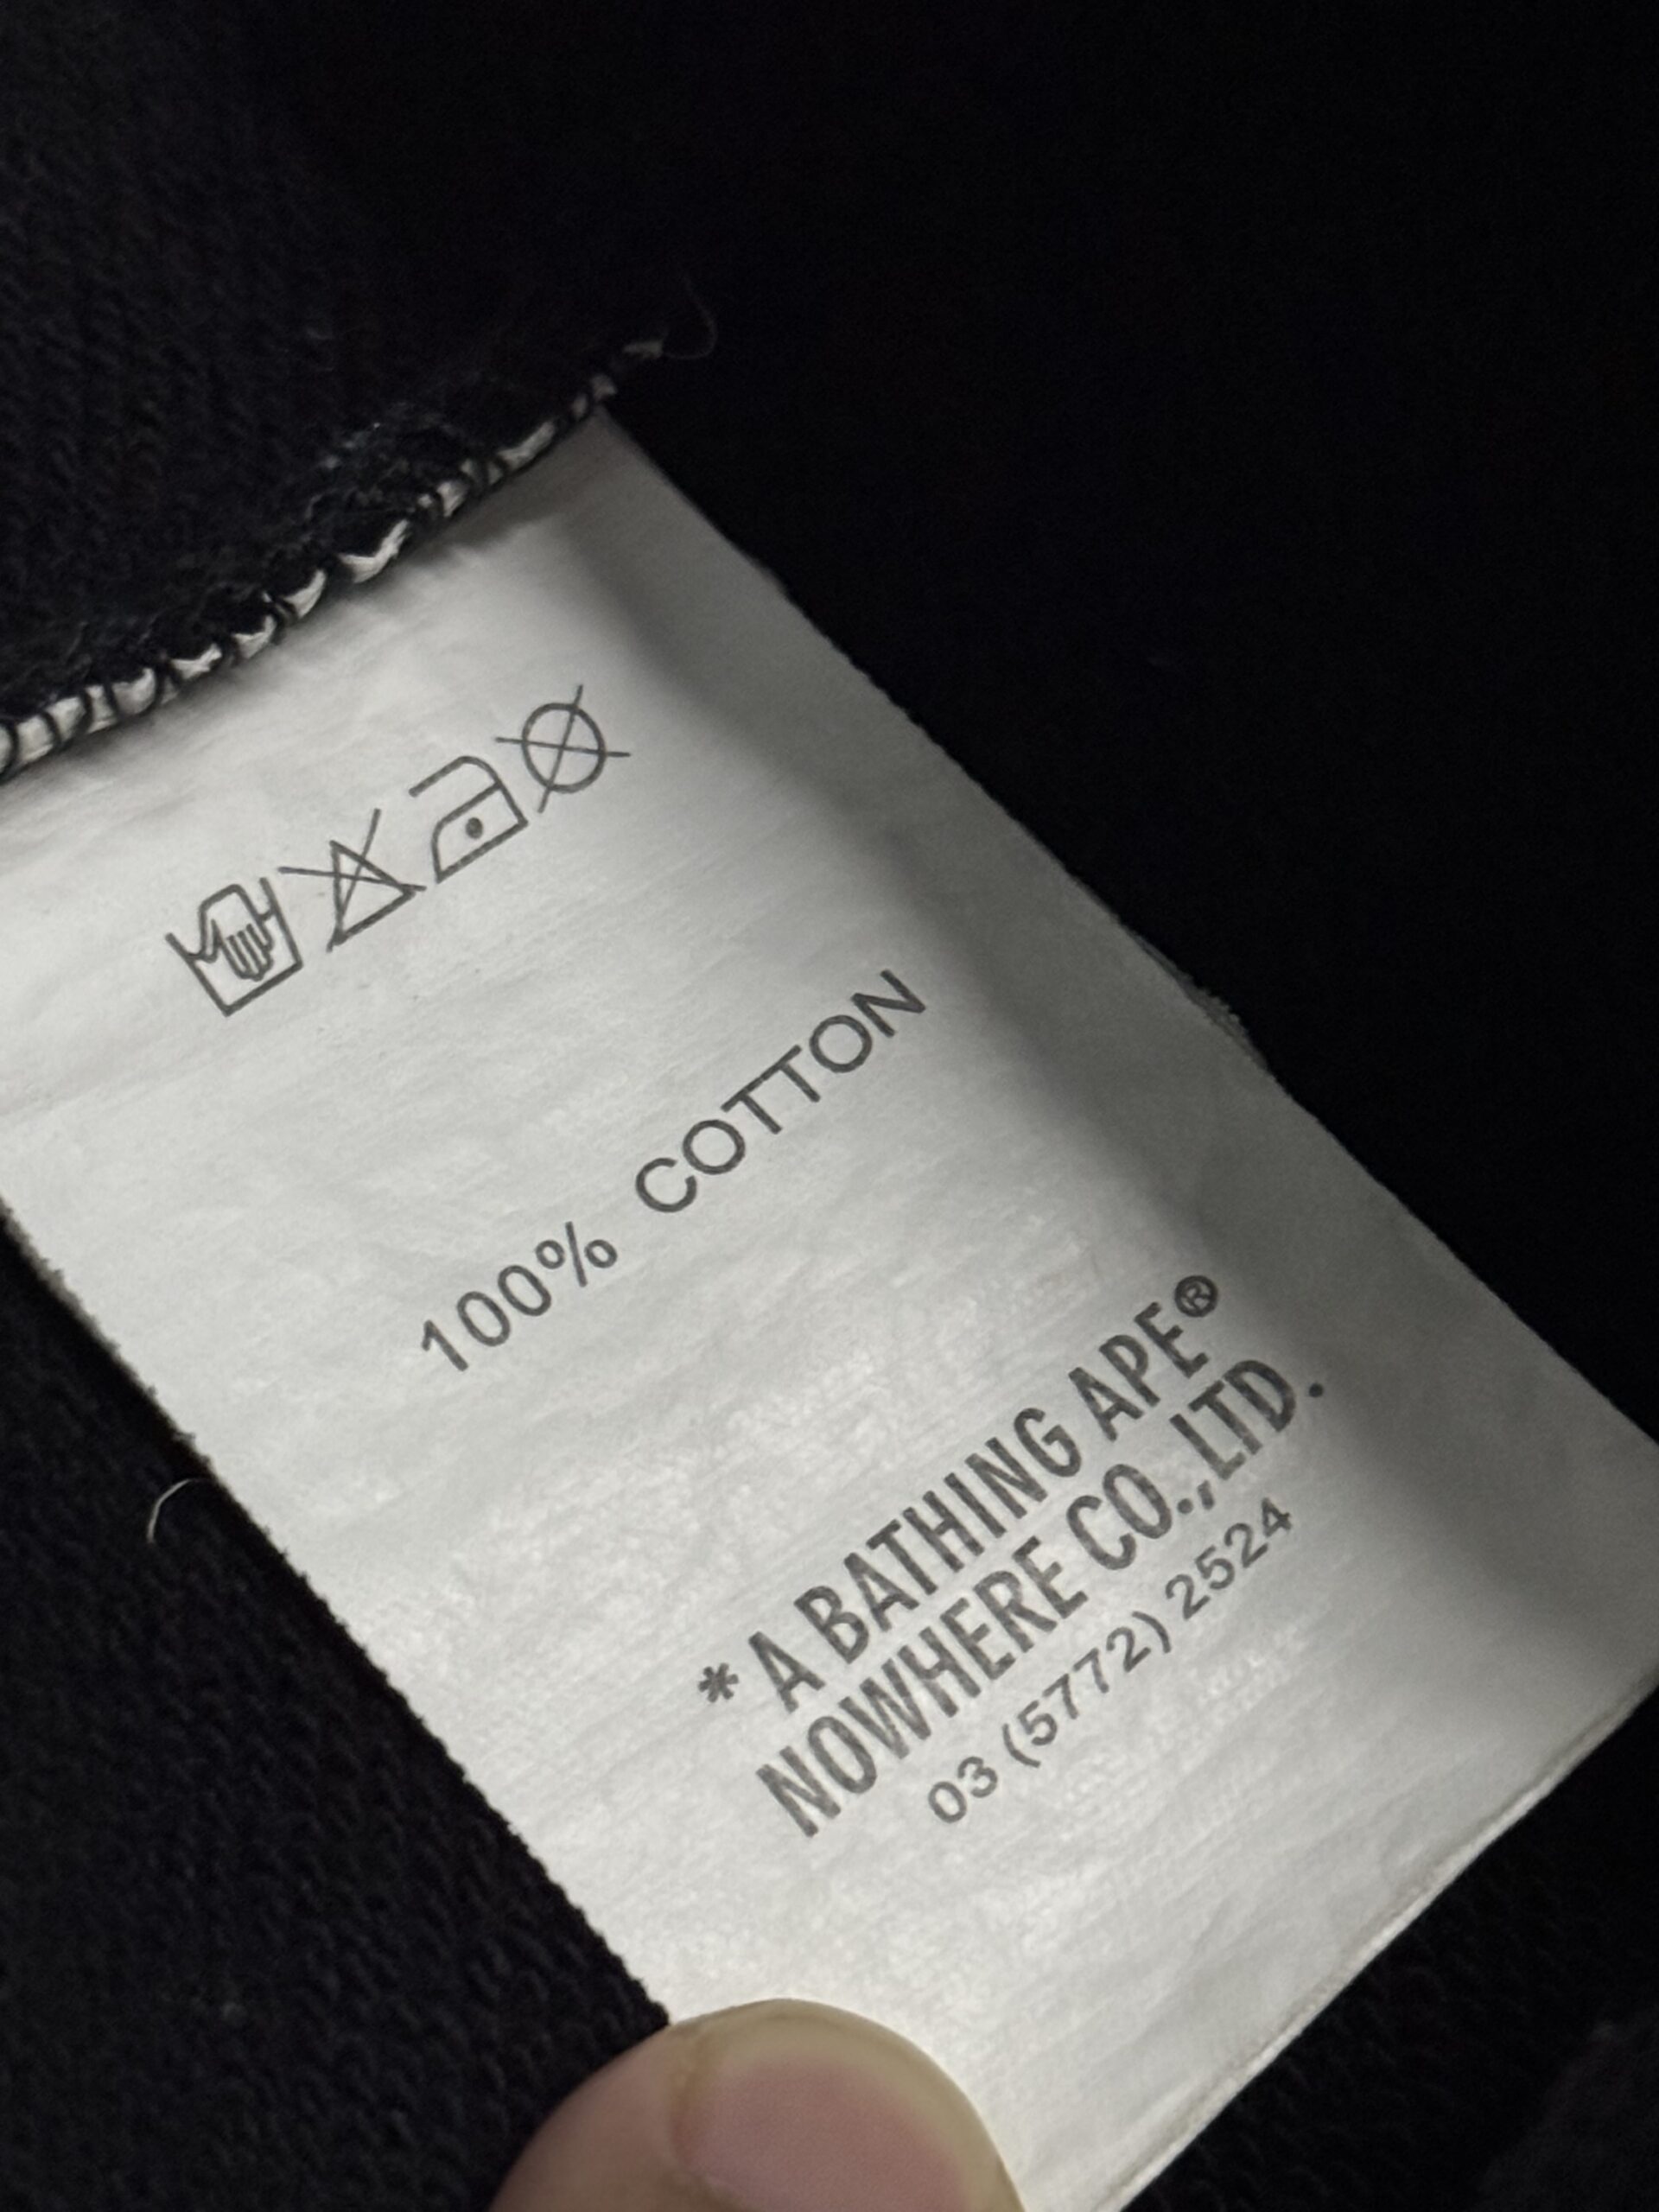 100% COTTON
* A BATHING APE®
NOWHERE CO.,LTD.
03 (5772) 2524